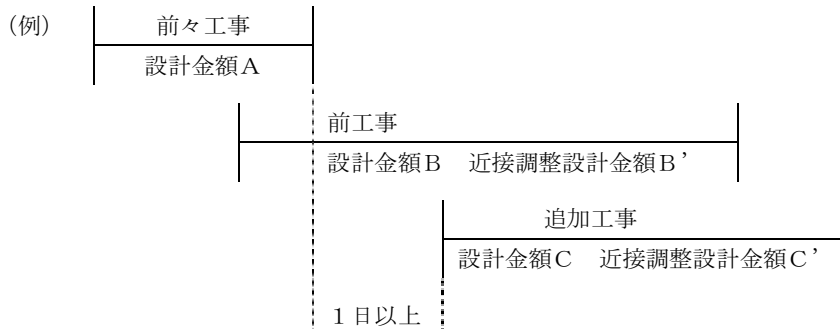 (例)
前々工事
設計金額A
前工事
設計金額B　近接調整設計金額B’
追加工事
設計金額C　近接調整設計金額C’
1日以上